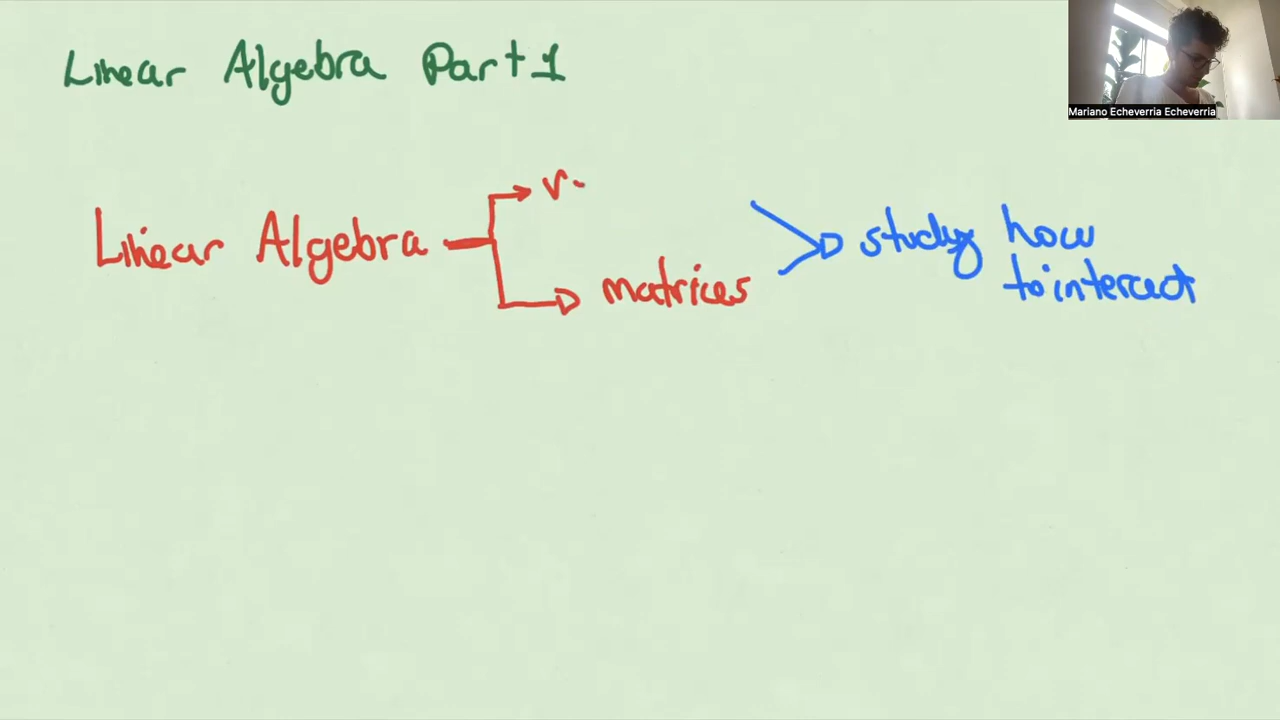 Linear Algebra Part 1
Mariano Echeverria Echeverria
Linear Algebra
v
matrices
study how
to interact